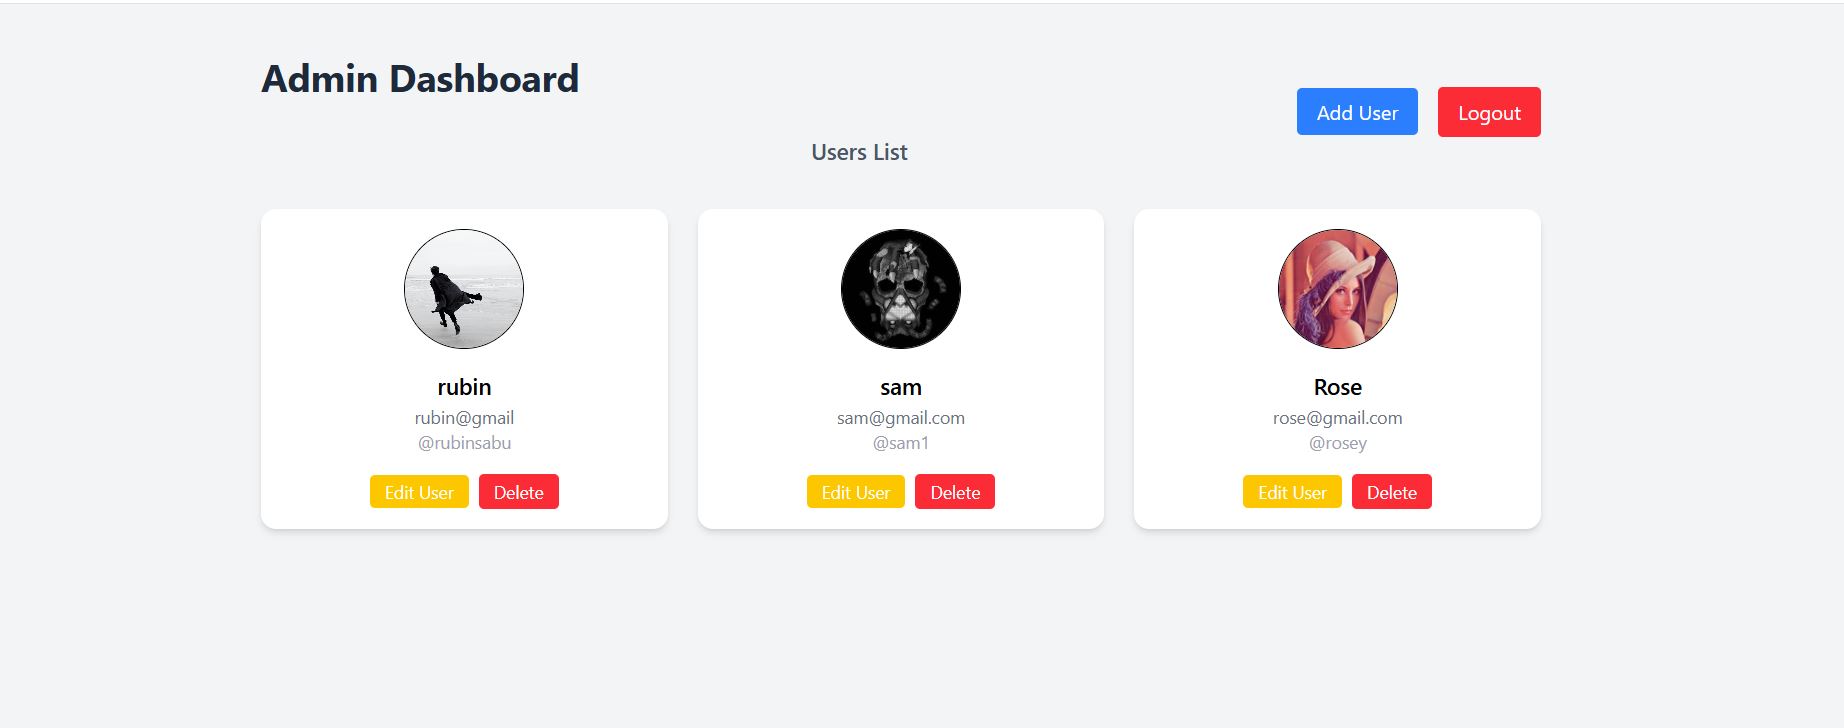 Admin Dashboard
Add User
Logout
Users List
rubin
rubin@gmail
@rubinsabu
Edit User
Delete
sam
sam@gmail.com
@sam1
Edit User
Delete
Rose
rose@gmail.com
@rosey
Edit User
Delete